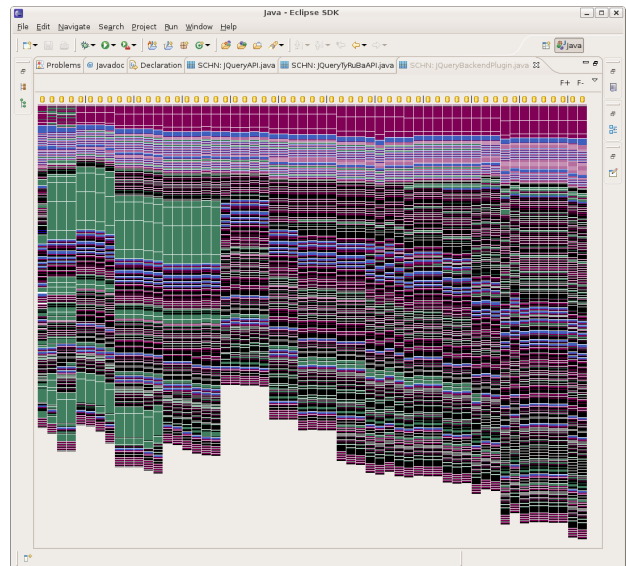 Java - Eclipse SDK
File Edit Navigate Search Project Run Window Help
Java
Problems @ Javadoc Declaration SCHN: JQueryAPI.java SCHN: JQueryTyRuBaAPI.java SCHN: JQueryBackendPlugin.java
F+ F-